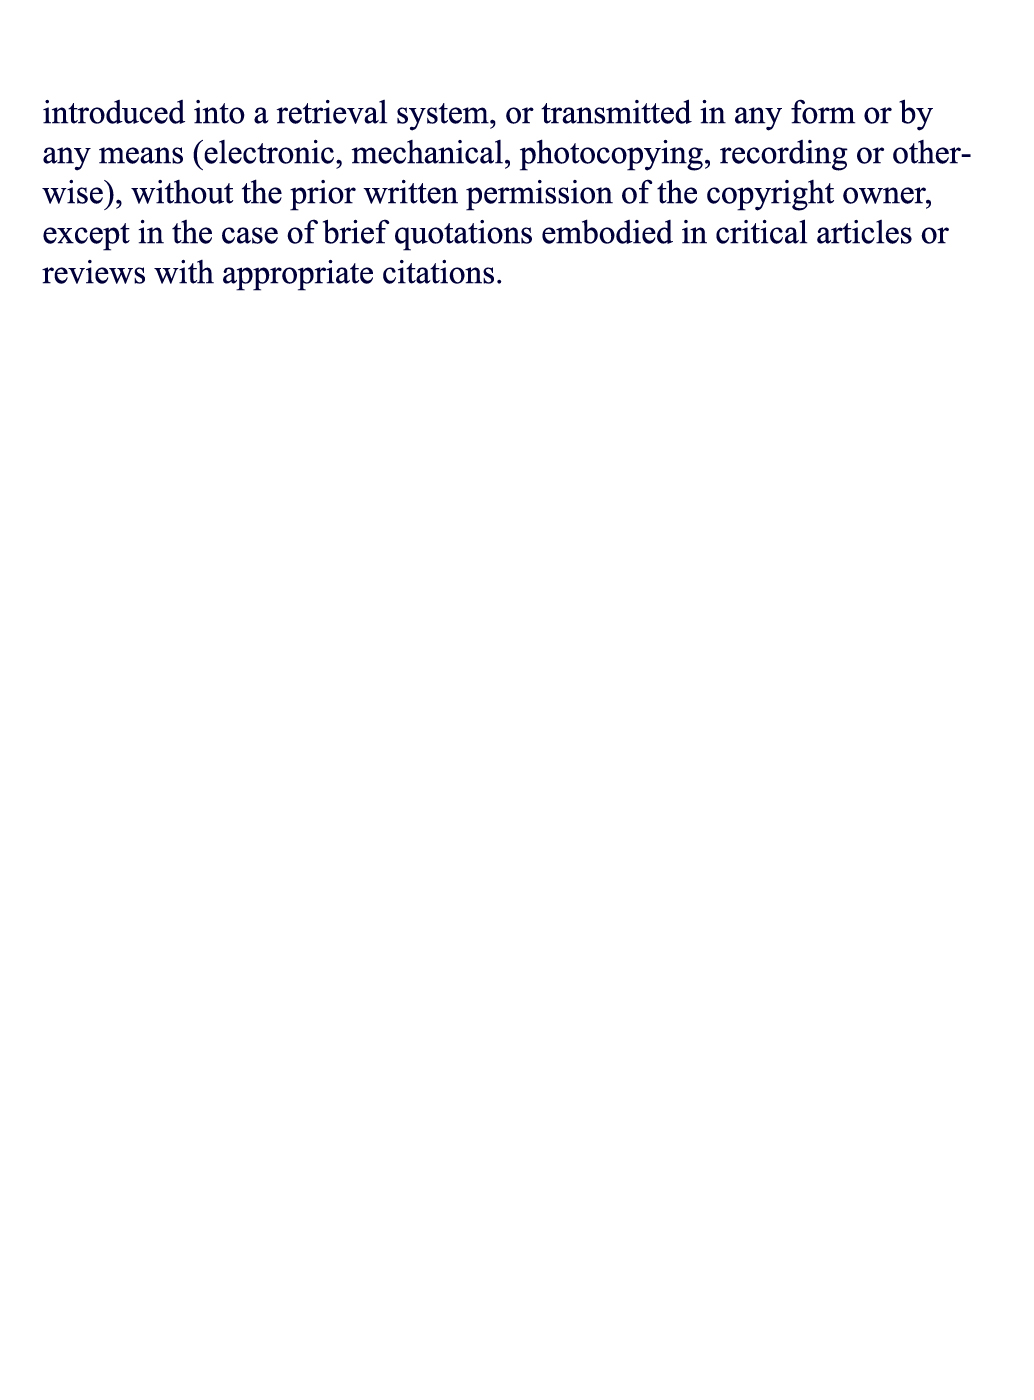 introduced into a retrieval system, or transmitted in any form or by
any means (electronic, mechanical, photocopying, recording or other-
wise), without the prior written permission of the copyright owner,
except in the case of brief quotations embodied in critical articles or
reviews with appropriate citations.